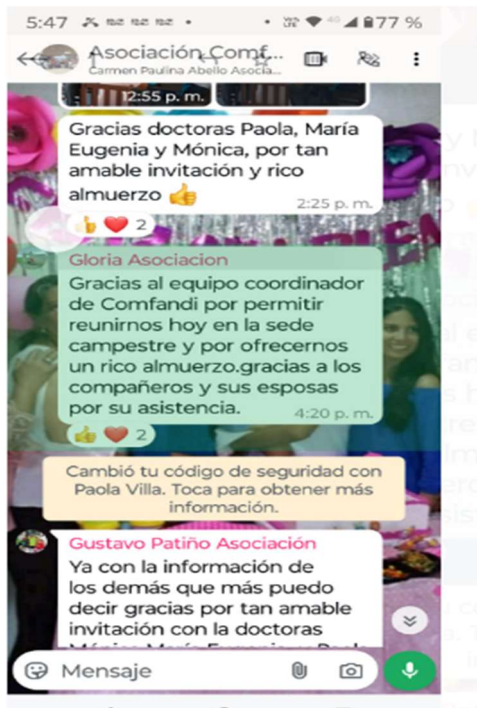 5:47
77 %
Asociación Comf...
Carmen Paulina Abello Asocia...
12:55 p. m.
Gracias doctoras Paola, María
Eugenia y Mónica, por tan
amable invitación y rico
almuerzo 👍
2:25 p. m.
👍❤️ 2
Gloria Asociacion
Gracias al equipo coordinador
de Comfandi por permitir
reunirnos hoy en la sede
campestre y por ofrecernos
un rico almuerzo.gracias a los
compañeros y sus esposas
por su asistencia.
4:20 p. m.
👍❤️ 2
Cambió tu código de seguridad con
Paola Villa. Toca para obtener más
información.
Gustavo Patiño Asociación
Ya con la información de
los demás que más puedo
decir gracias por tan amable
invitación con la doctoras
Mensaje